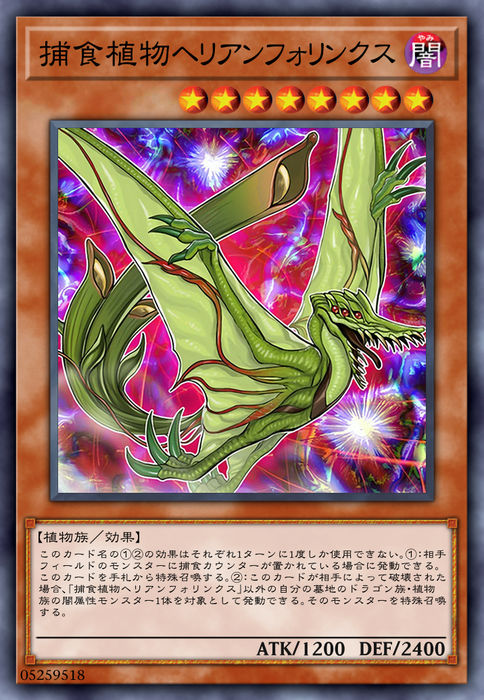 捕食植物ヘリアンフォリンクス
やみ
闇
【植物族／効果】
このカード名の①②の効果はそれぞれ1ターンに1度しか使用できない。①:相手
フィールドのモンスターに捕食カウンターが置かれている場合に発動できる。
このカードを手札から特殊召喚する。②:このカードが相手によって破壊された
場合、「捕食植物ヘリアンフォリンクス」以外の自分の墓地のドラゴン族・植物
族の闇属性モンスター1体を対象として発動できる。そのモンスターを特殊召喚
する。
ATK/1200 DEF/2400
05259518